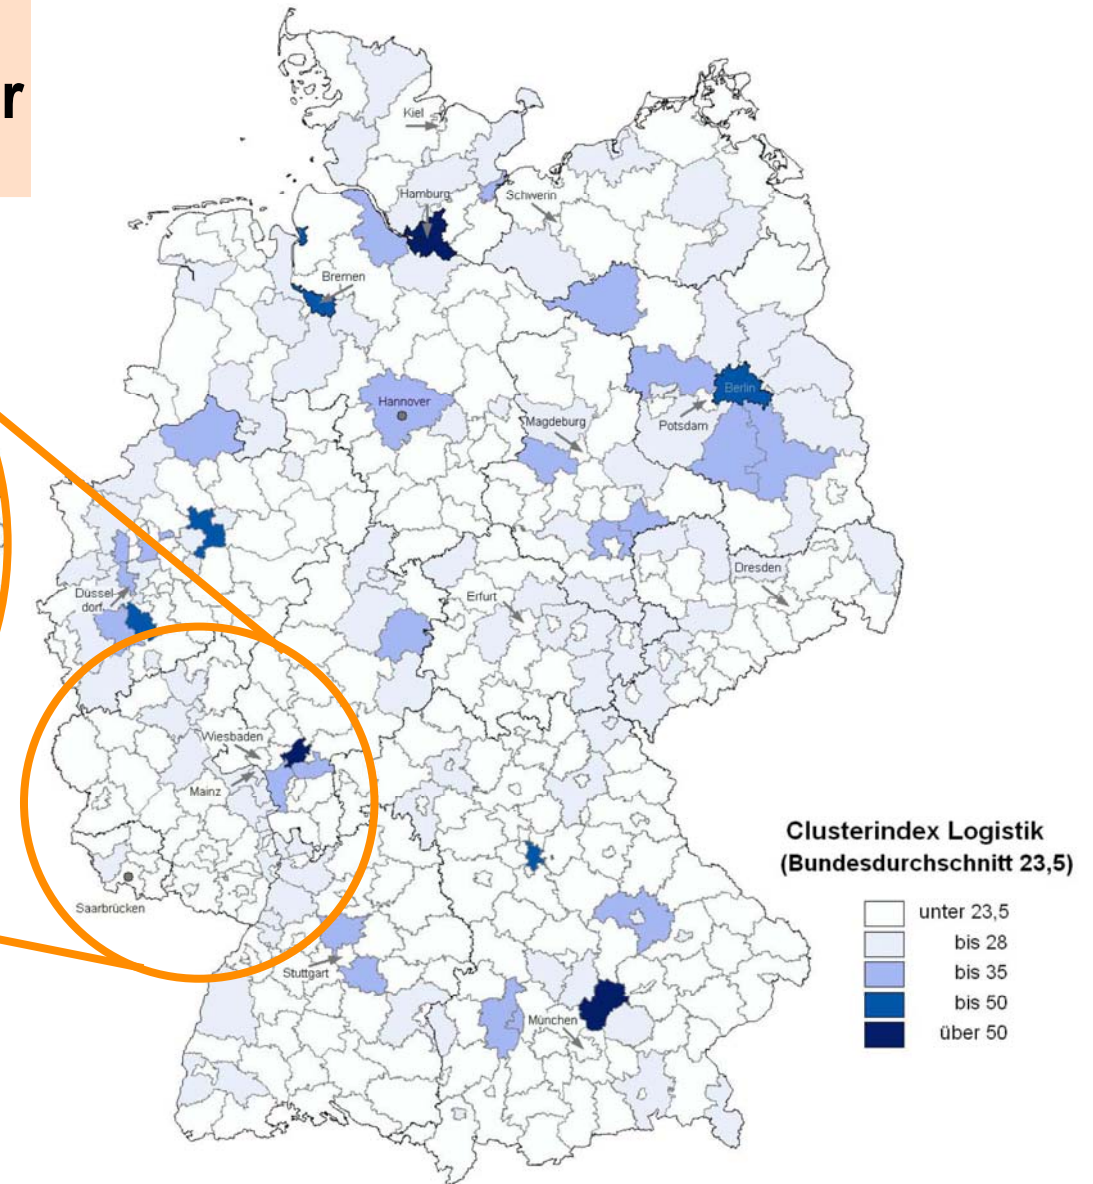 r
Kiel
Hamburg
Schwerin
Bremen
Hannover
Berlin
Potsdam
Magdeburg
Düssel
dorf
Dresden
Erfurt
Wiesbaden
Mainz
Saarbrücken
Stuttgart
München
Clusterindex Logistik
(Bundesdurchschnitt 23,5)
unter 23,5
bis 28
bis 35
bis 50
über 50